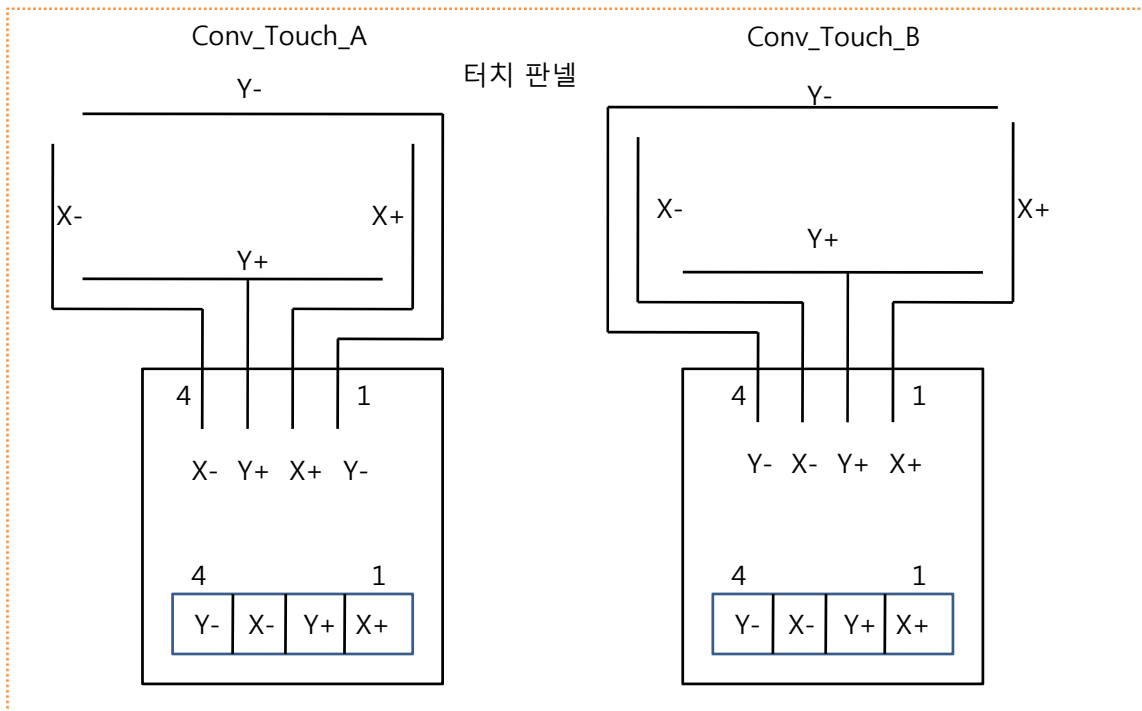 Conv_Touch_A
Conv_Touch_B
터치 판넬
Y-
Y-
X-
X+
Y+
X-
X+
Y+
4
1
X- Y+ X+ Y-
4
1
Y- X- Y+ X+
4
1
Y- X- Y+ X+
4
1
Y- X- Y+ X+